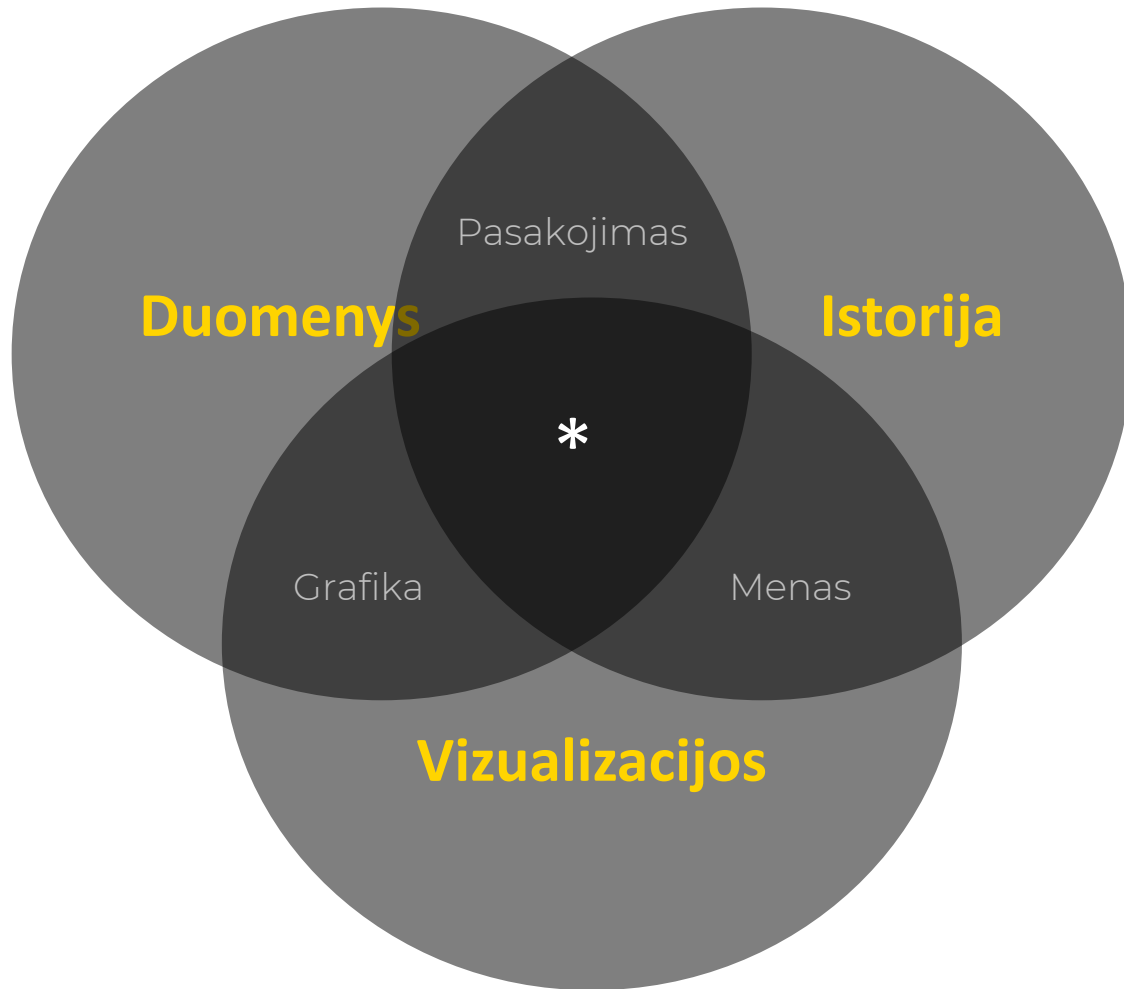 Pasakojimas
Duomenys
Istorija
*
Grafika
Menas
Vizualizacijos